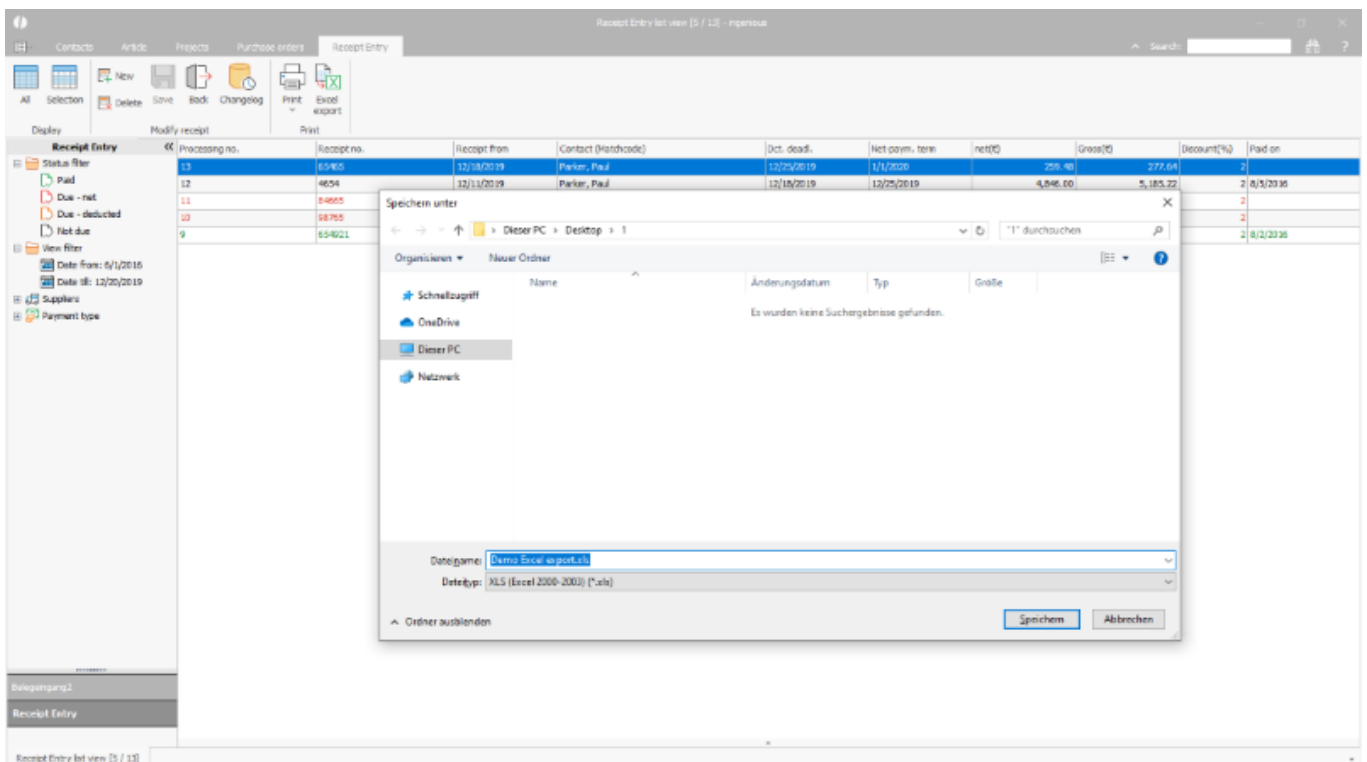 Receipt Entry list view [5 / 13] - ingenious
Contacts Article Projects Purchase orders Receipt Entry Search: ?
All Selection New Delete Save Back Changelog Print Excel export
Display Modify receipt Print
Receipt Entry
Status filter
Paid
Due - net
Due - deducted
Not due
View filter
Date from: 6/1/2016
Date till: 12/20/2019
Suppliers
Payment type
Processing no. Receipt no. Receipt from Contact (Matchcode) Dct. deadl. Net paym. term net(€) Gross(€) Discount(%) Paid on
13 65465 12/18/2019 Parker, Paul 12/25/2019 1/1/2020 259.48 277.64 2
12 4654 12/11/2019 Parker, Paul 12/18/2019 12/25/2019 4,846.00 5,185.22 2 8/5/2016
11 84665 2
10 98765 2
9 654921 2 8/2/2016
Speichern unter
Dieser PC > Desktop > 1 "1" durchsuchen
Organisieren Neuer Ordner
Name Änderungsdatum Typ Größe
Es wurden keine Suchergebnisse gefunden.
Schnellzugriff
OneDrive
Dieser PC
Netzwerk
Dateiname: Demo Excel export.xls
Dateityp: XLS (Excel 2000-2003) (*.xls)
Ordner ausblenden Speichern Abbrechen
Belegeingang2
Receipt Entry
Receipt Entry list view [5 / 13]